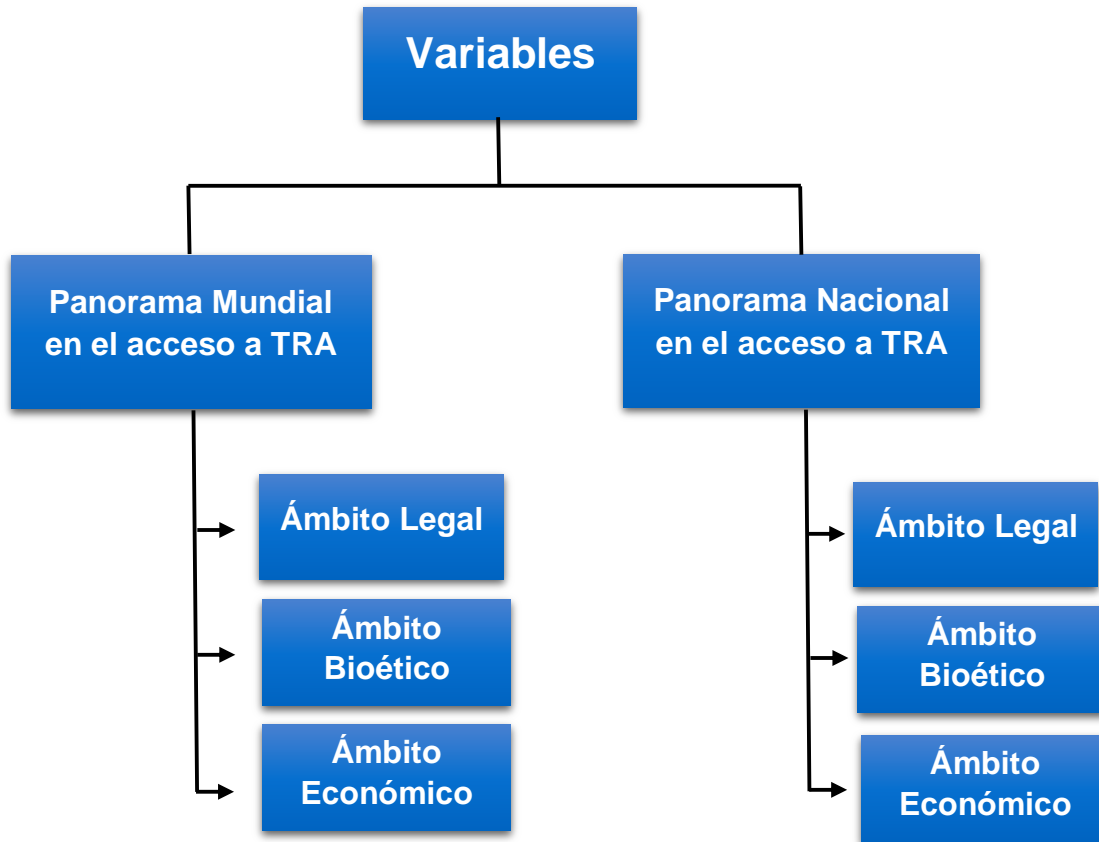 Variables
Panorama Mundial
en el acceso a TRA
Ámbito Legal
Ámbito
Bioético
Ámbito
Económico
Panorama Nacional
en el acceso a TRA
Ámbito Legal
Ámbito
Bioético
Ámbito
Económico